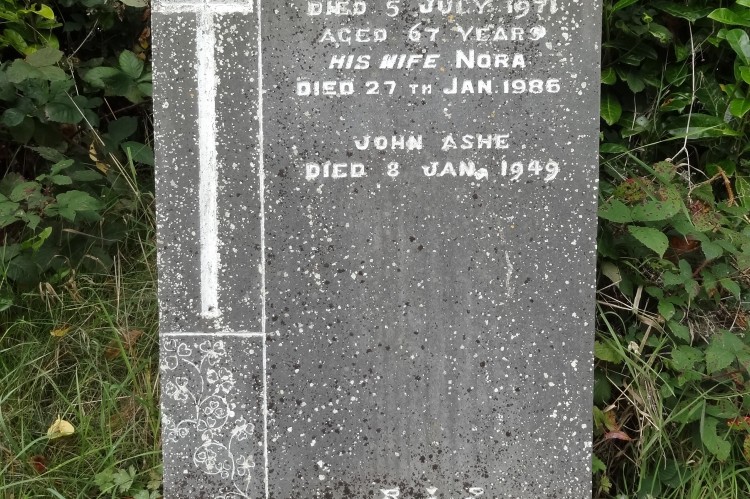 DIED 5 JULY 1971
AGED 67 YEARS
HIS WIFE NORA
DIED 27 TH JAN. 1986
JOHN ASHE
DIED 8 JAN, 1949